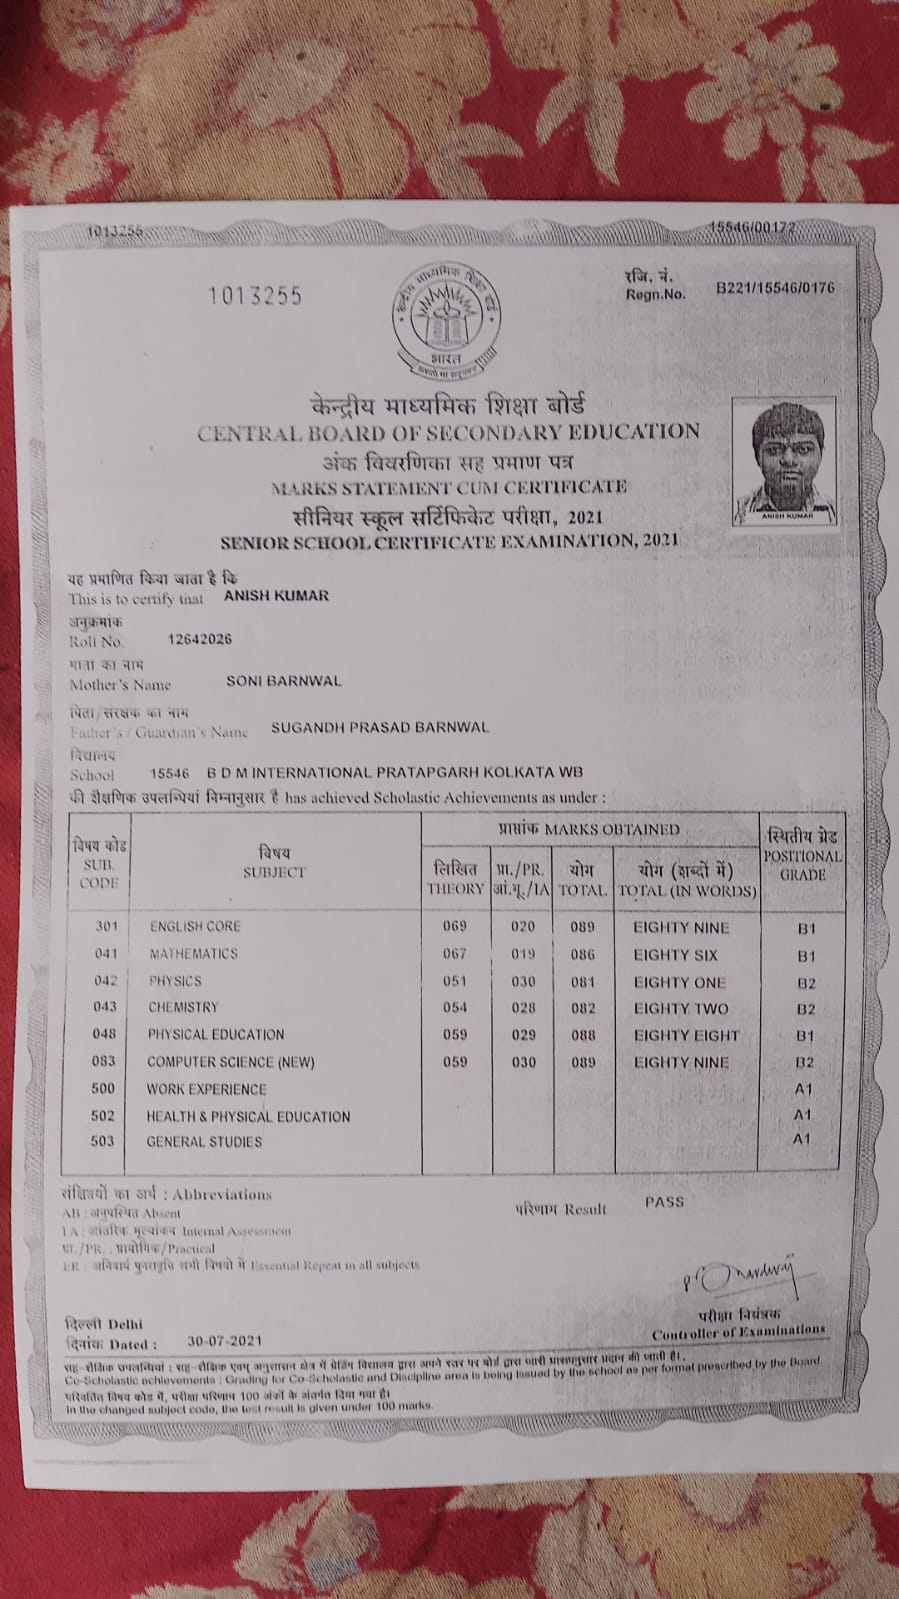 1013255
15546/00172
1013255
रजि. नं.
Regn.No. B221/15546/0176
केन्द्रीय माध्यमिक शिक्षा बोर्ड
भारत
केन्द्रीय माध्यमिक शिक्षा बोर्ड
CENTRAL BOARD OF SECONDARY EDUCATION
अंक विवरणिका सह प्रमाण पत्र
MARKS STATEMENT CUM CERTIFICATE
सीनियर स्कूल सर्टिफिकेट परीक्षा, 2021
SENIOR SCHOOL CERTIFICATE EXAMINATION, 2021
ANISH KUMAR
यह प्रमाणित किया जाता है कि
This is to certify that ANISH KUMAR
अनुक्रमांक
Roll No. 12642026
माता का नाम
Mother's Name SONI BARNWAL
पिता/संरक्षक का नाम
Father's / Guardian's Name SUGANDH PRASAD BARNWAL
विद्यालय
School 15546 B D M INTERNATIONAL PRATAPGARH KOLKATA WB
की शैक्षणिक उपलब्धियां निम्नानुसार है has achieved Scholastic Achievements as under :
विषय कोड SUB. CODE
विषय SUBJECT
प्राप्तांक MARKS OBTAINED
लिखित THEORY
प्रा./PR. आं.मू./IA
योग TOTAL
योग (शब्दों में) TOTAL (IN WORDS)
स्थितीय ग्रेड POSITIONAL GRADE
301 ENGLISH CORE 069 020 089 EIGHTY NINE B1
041 MATHEMATICS 067 019 086 EIGHTY SIX B1
042 PHYSICS 051 030 081 EIGHTY ONE B2
043 CHEMISTRY 054 028 082 EIGHTY TWO B2
048 PHYSICAL EDUCATION 059 029 088 EIGHTY EIGHT B1
083 COMPUTER SCIENCE (NEW) 059 030 089 EIGHTY NINE B2
500 WORK EXPERIENCE A1
502 HEALTH & PHYSICAL EDUCATION A1
503 GENERAL STUDIES A1
संक्षिप्तियों का अर्थ : Abbreviations
परिणाम Result PASS
AB : अनुपस्थित Absent
IA : आंतरिक मूल्यांकन Internal Assessment
प्रा./PR. : प्रायोगिक/Practical
ER : अनिवार्य पुनरावृत्ति सभी विषयों में Essential Repeat in all subjects
दिल्ली Delhi
दिनांक Dated : 30-07-2021
परीक्षा नियंत्रक
Controller of Examinations
सह-शैक्षिक उपलब्धियां : सह-शैक्षिक एवम् अनुशासन क्षेत्र में ग्रेडिंग विद्यालय द्वारा अपने स्तर पर बोर्ड द्वारा जारी प्रारूपनुसार प्रदान की जाती है।
Co-Scholastic achievements : Grading for Co-Scholastic and Discipline area is being issued by the school as per format prescribed by the Board.
परिवर्तित विषय कोड में, परीक्षा परिणाम 100 अंकों के अंतर्गत दिया गया है।
In the changed subject code, the test result is given under 100 marks.